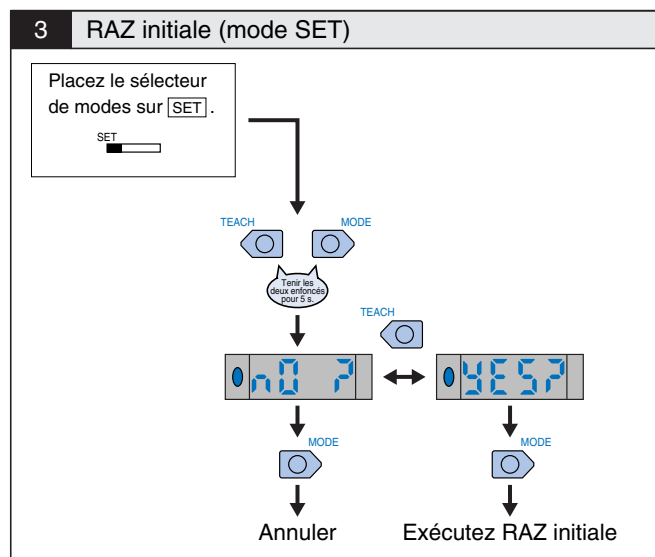 3 RAZ initiale (mode SET)
Placez le sélecteur
de modes sur SET .
SET
TEACH MODE
Tenir les
deux enfoncés
pour 5 s.
TEACH
nO ? YES?
MODE MODE
Annuler Exécutez RAZ initiale